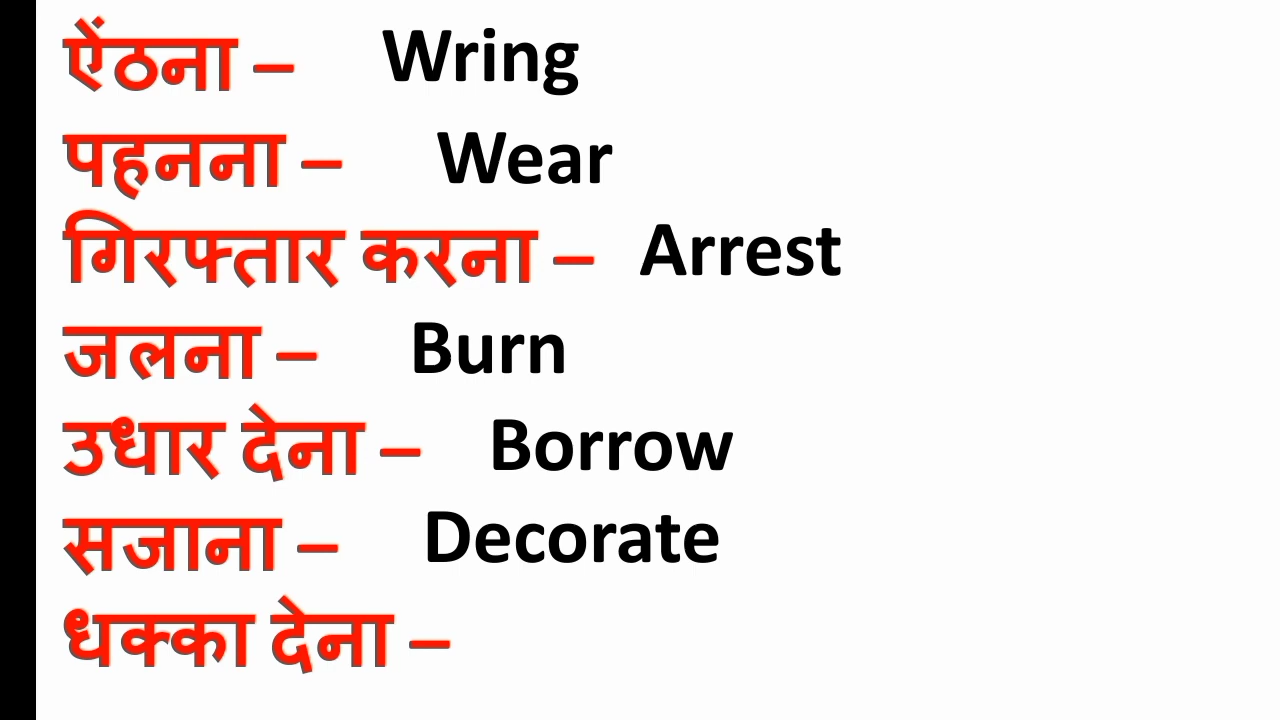 ऐंठना – Wring
पहनना – Wear
गिरफ्तार करना – Arrest
जलना – Burn
उधार देना – Borrow
सजाना – Decorate
धक्का देना –